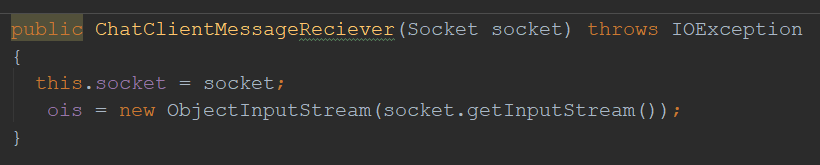 public ChatClientMessageReciever(Socket socket) throws IOException
{
this.socket = socket;
ois = new ObjectInputStream(socket.getInputStream());
}